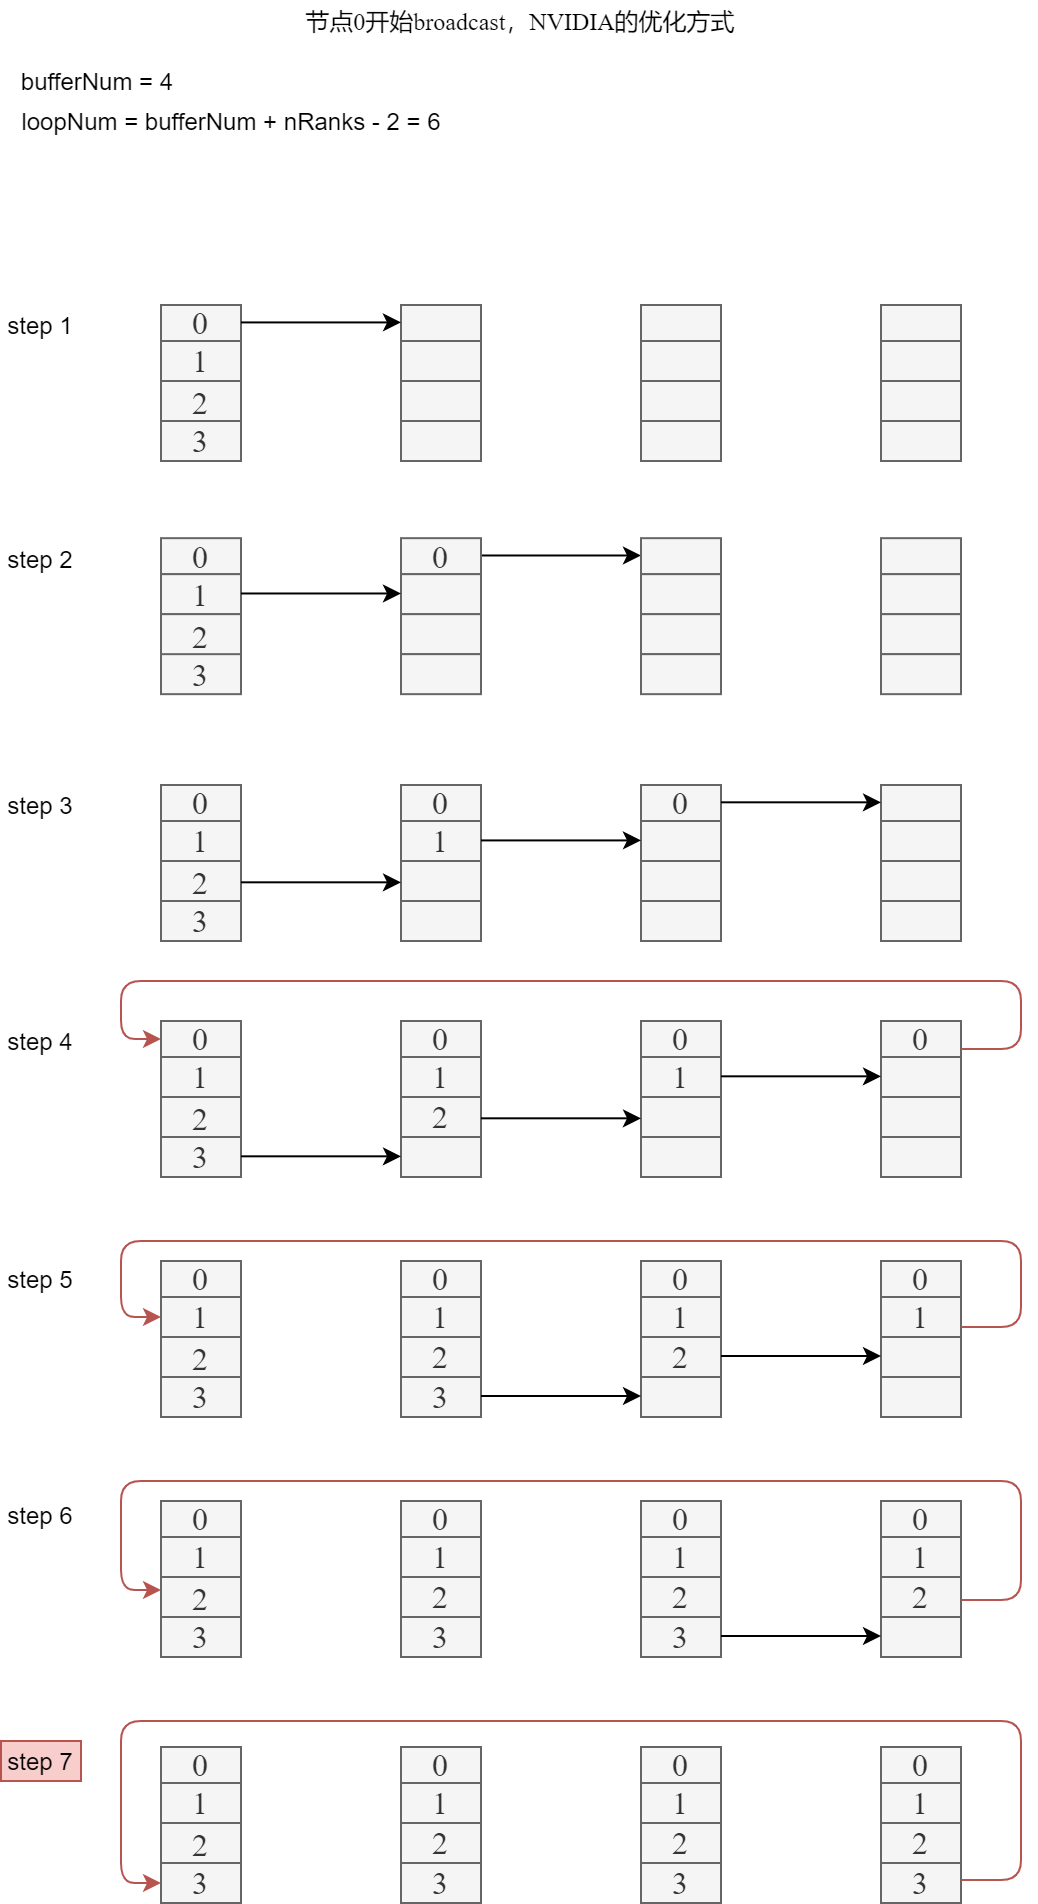 节点0开始broadcast，NVIDIA的优化方式
bufferNum = 4
loopNum = bufferNum + nRanks - 2 = 6
step 1
0
1
2
3
step 2
0 0
1
2
3
step 3
0 0 0
1 1
2
3
step 4
0 0 0 0
1 1 1
2 2
3
step 5
0 0 0 0
1 1 1 1
2 2 2
3 3
step 6
0 0 0 0
1 1 1 1
2 2 2 2
3 3 3
step 7
0 0 0 0
1 1 1 1
2 2 2 2
3 3 3 3